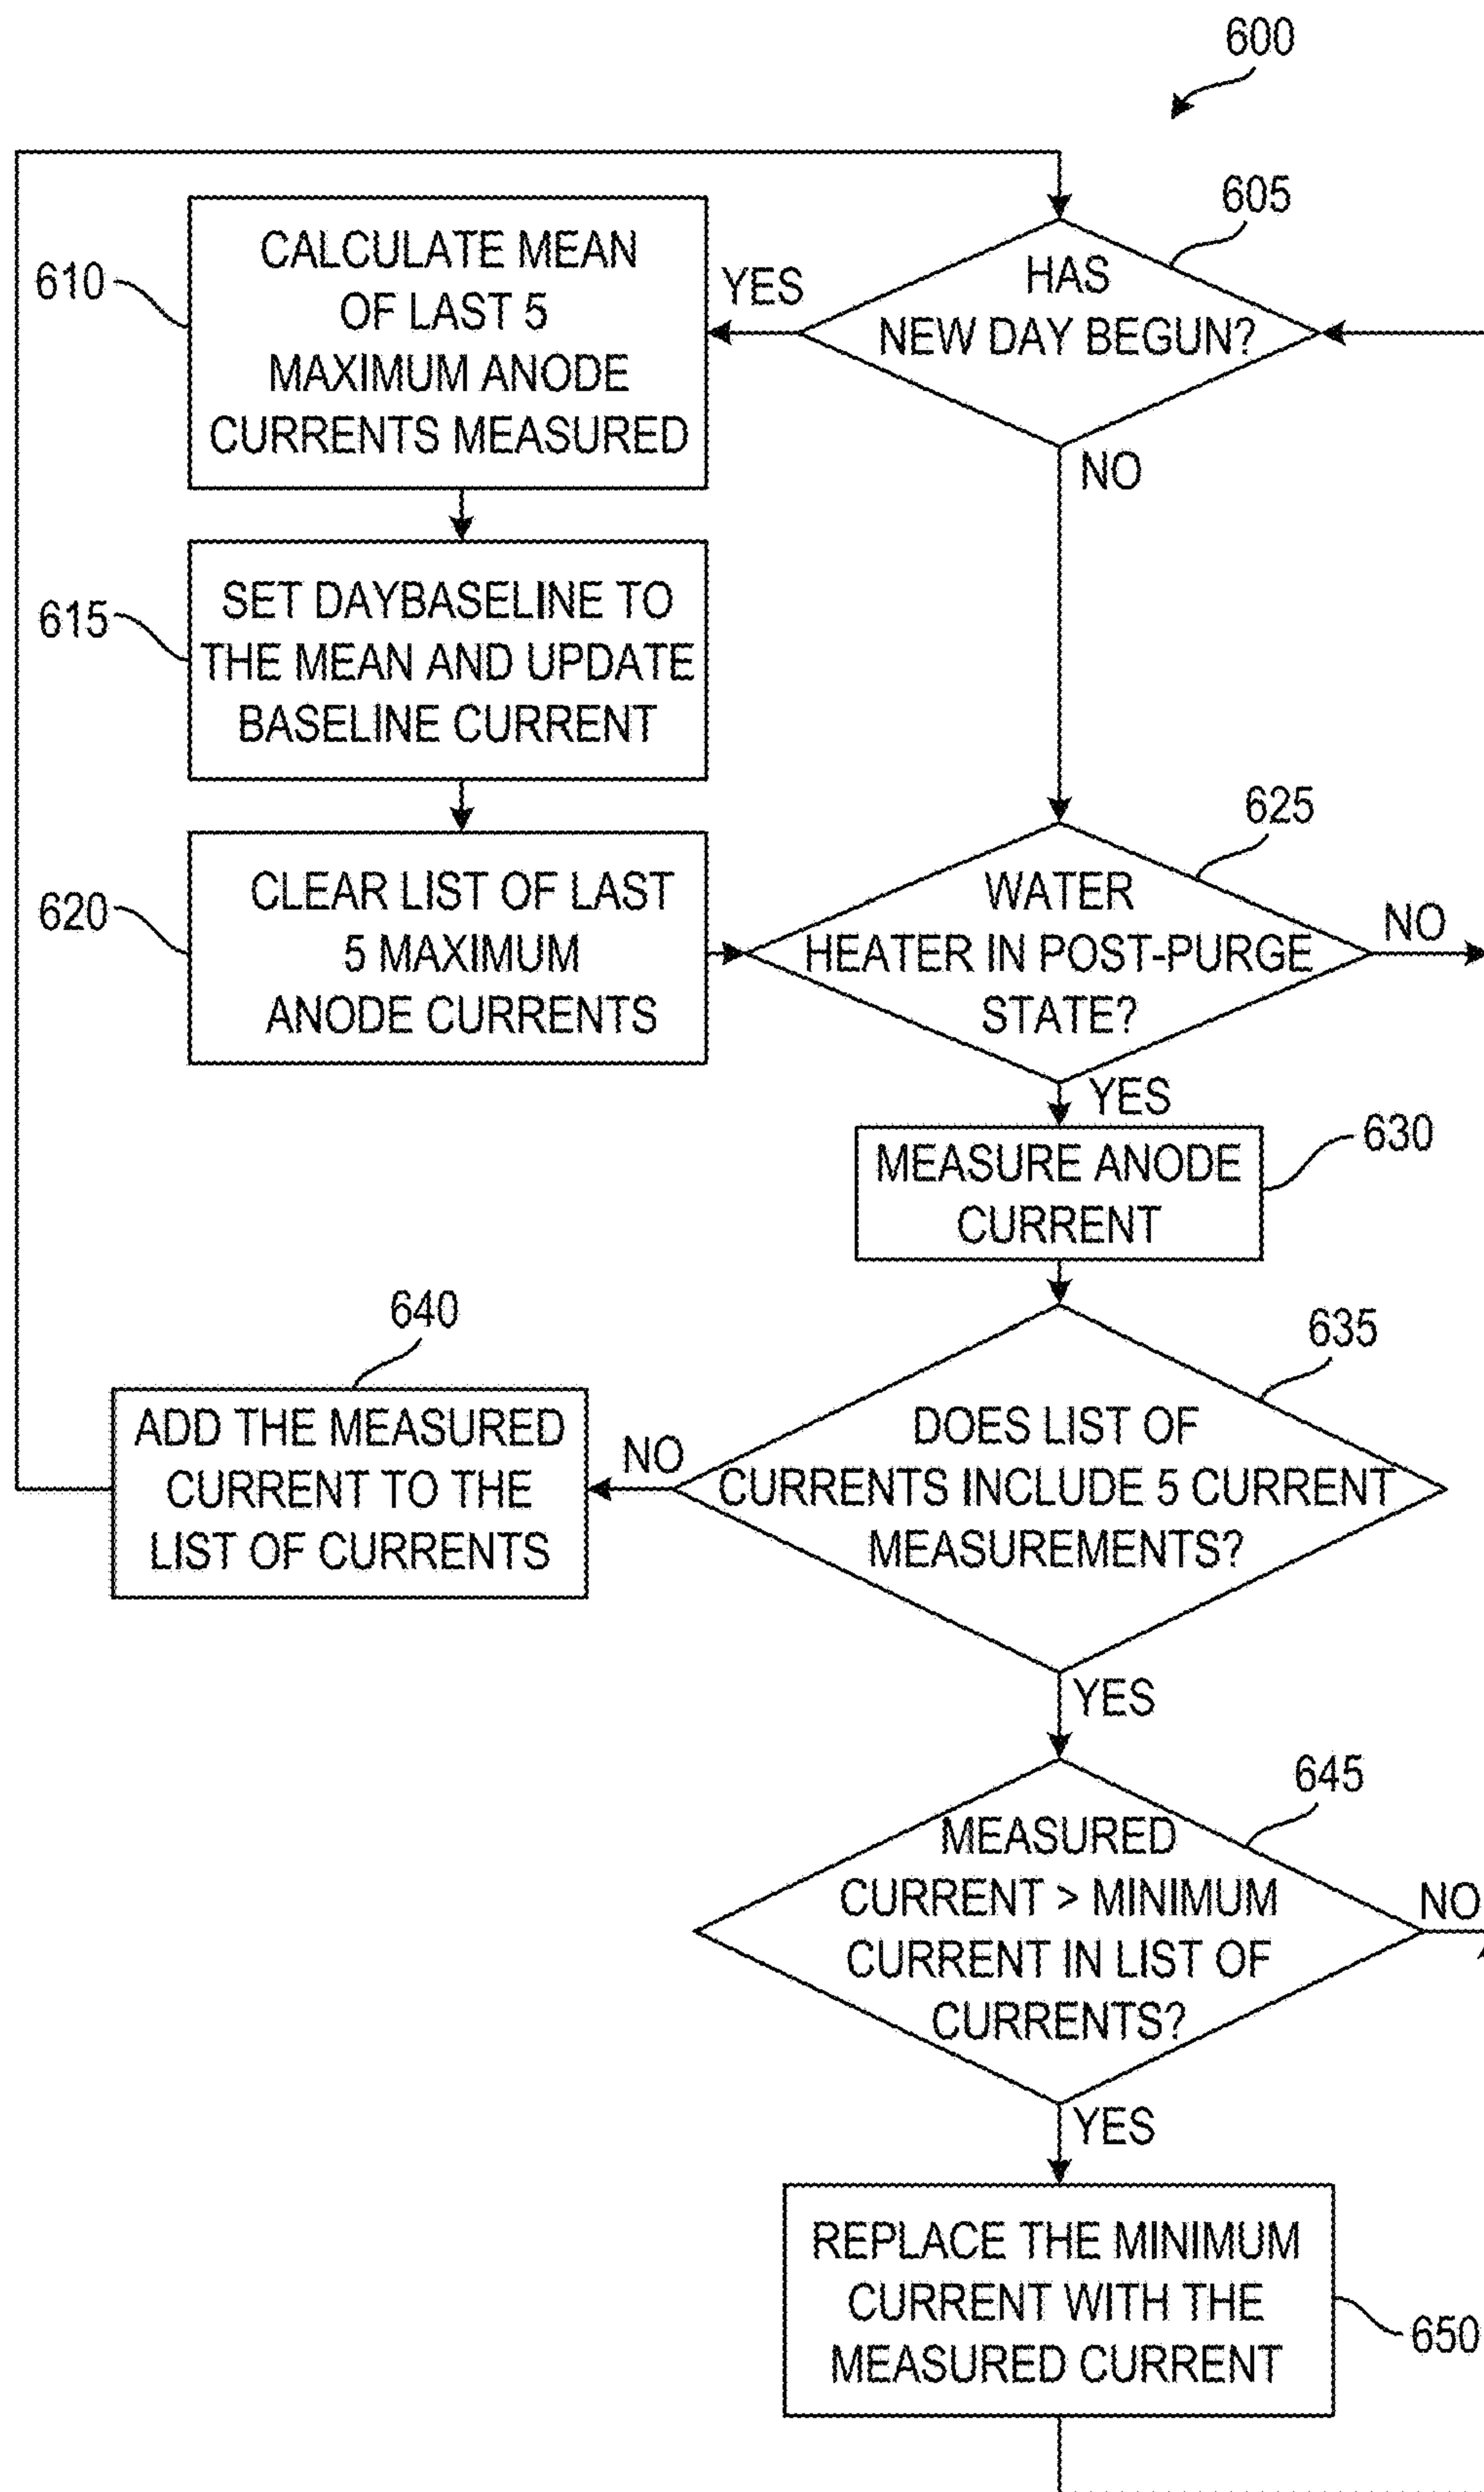 600
605
HAS
NEW DAY BEGUN?
YES
NO
610
CALCULATE MEAN
OF LAST 5
MAXIMUM ANODE
CURRENTS MEASURED
615
SET DAYBASELINE TO
THE MEAN AND UPDATE
BASELINE CURRENT
620
CLEAR LIST OF LAST
5 MAXIMUM
ANODE CURRENTS
625
WATER
HEATER IN POST-PURGE
STATE?
NO
YES
630
MEASURE ANODE
CURRENT
635
DOES LIST OF
CURRENTS INCLUDE 5 CURRENT
MEASUREMENTS?
NO
640
ADD THE MEASURED
CURRENT TO THE
LIST OF CURRENTS
YES
645
MEASURED
CURRENT > MINIMUM
CURRENT IN LIST OF
CURRENTS?
NO
YES
REPLACE THE MINIMUM
CURRENT WITH THE
MEASURED CURRENT
650